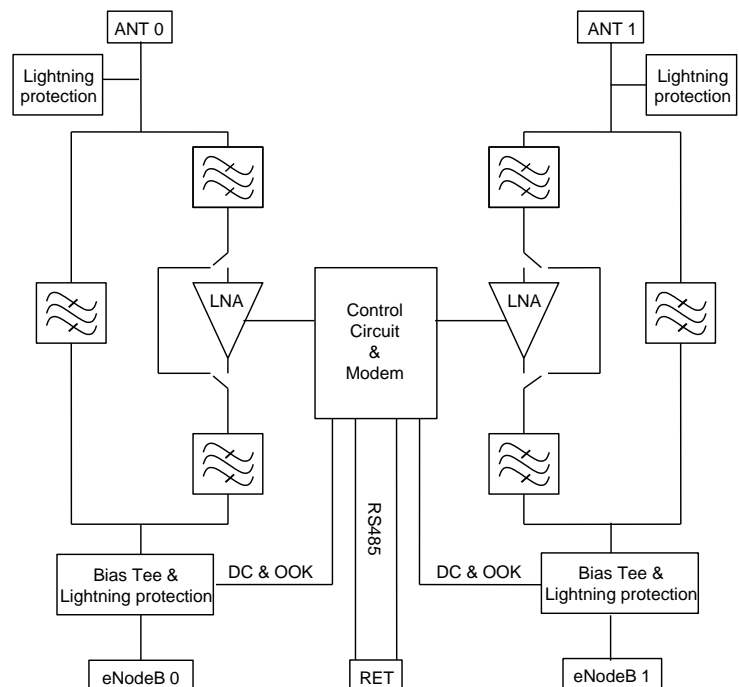 ANT 0
ANT 1
Lightning
protection
Lightning
protection
LNA
LNA
Control
Circuit
&
Modem
RS485
DC & OOK
DC & OOK
Bias Tee &
Lightning protection
Bias Tee &
Lightning protection
eNodeB 0
RET
eNodeB 1